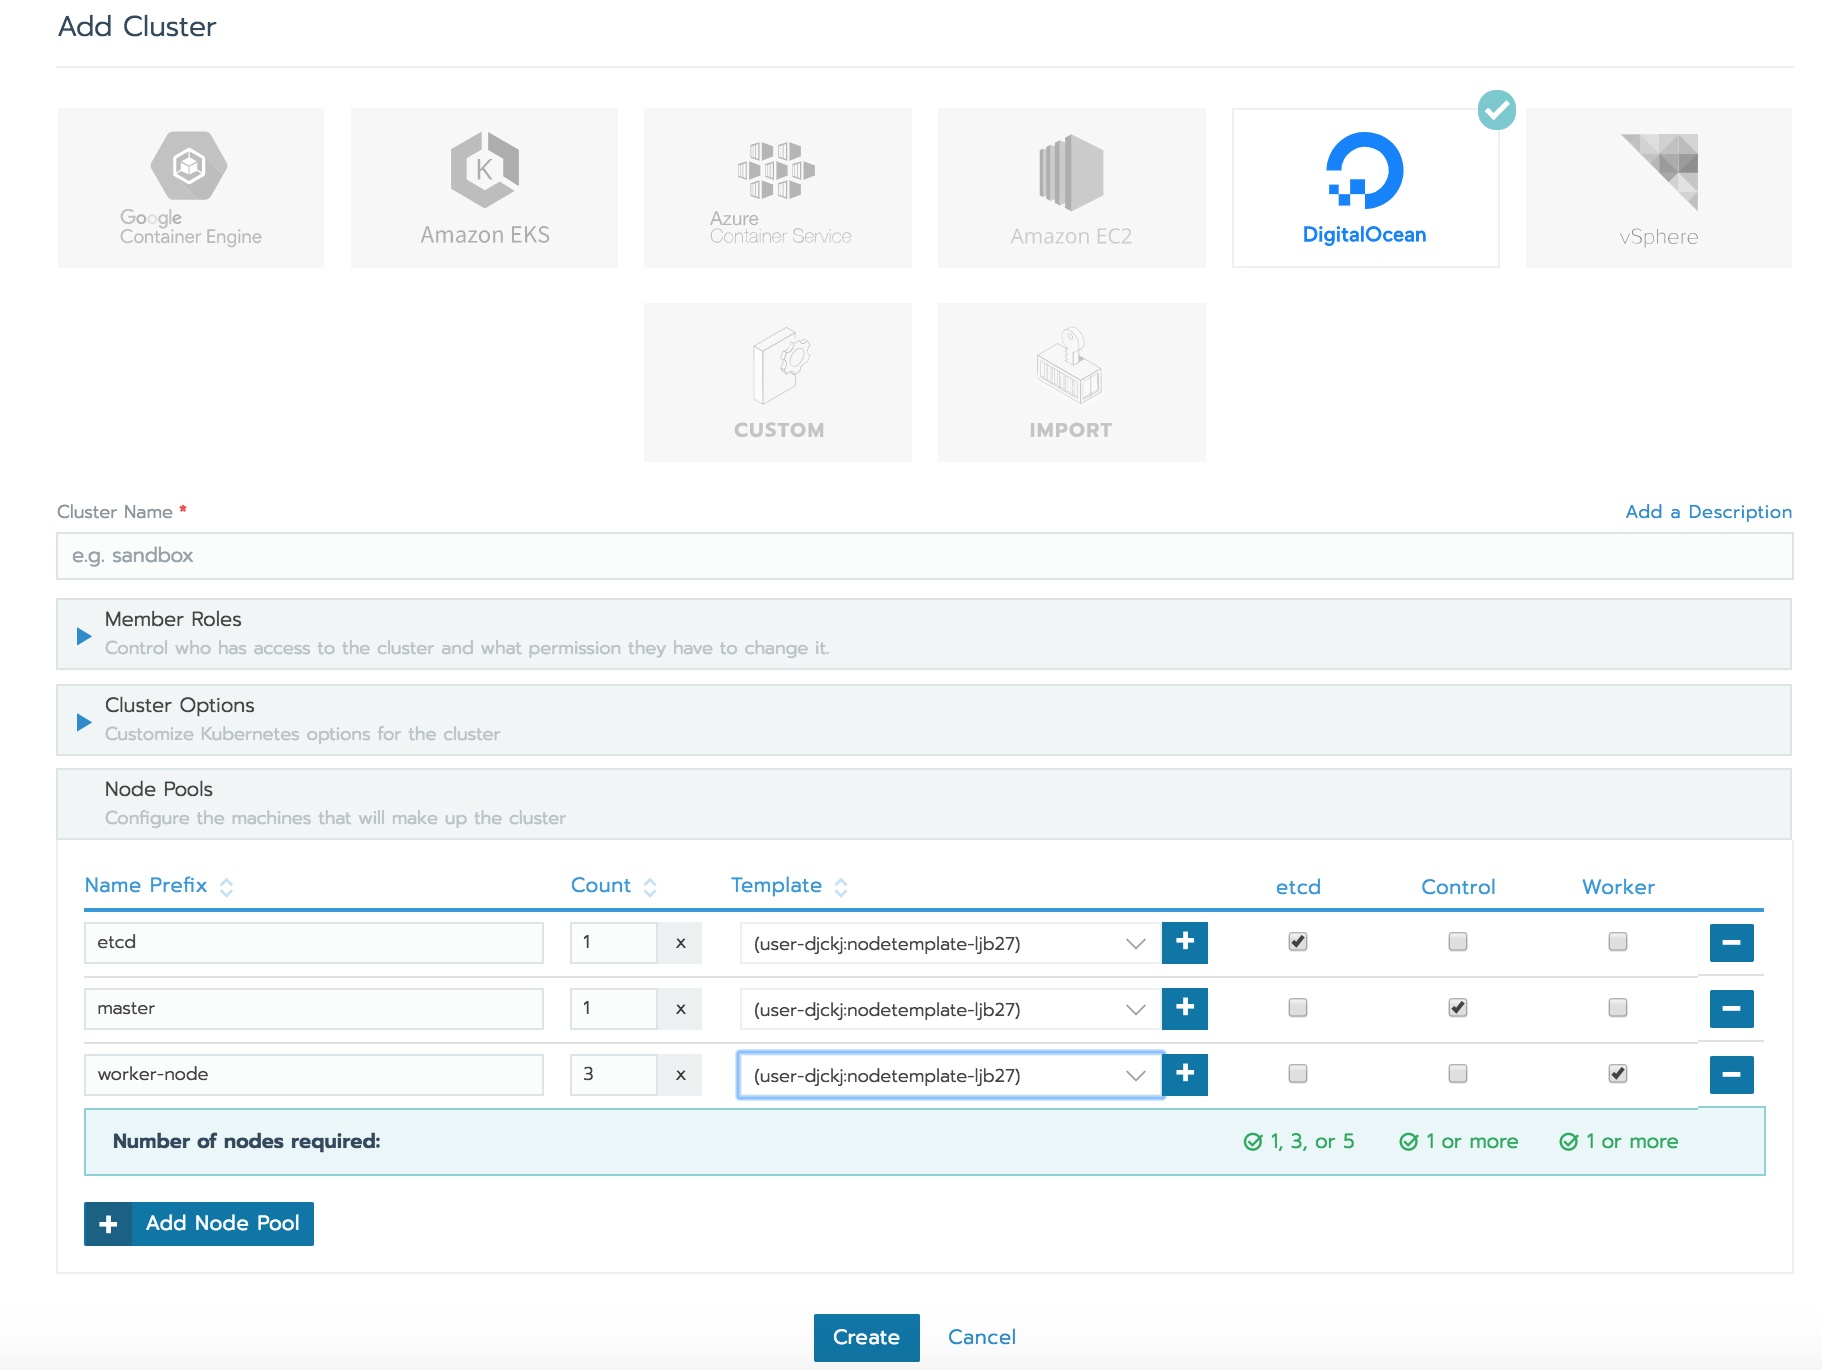 Add Cluster
Google
Container Engine
K
Amazon EKS
Azure
Container Service
Amazon EC2
DigitalOcean
vSphere
CUSTOM
IMPORT
Cluster Name *
Add a Description
e.g. sandbox
Member Roles
Control who has access to the cluster and what permission they have to change it.
Cluster Options
Customize Kubernetes options for the cluster
Node Pools
Configure the machines that will make up the cluster
Name Prefix Count Template etcd Control Worker
etcd 1 x (user-djckj:nodetemplate-ljb27)
master 1 x (user-djckj:nodetemplate-ljb27)
worker-node 3 x (user-djckj:nodetemplate-ljb27)
Number of nodes required: 1, 3, or 5 1 or more 1 or more
+ Add Node Pool
Create Cancel